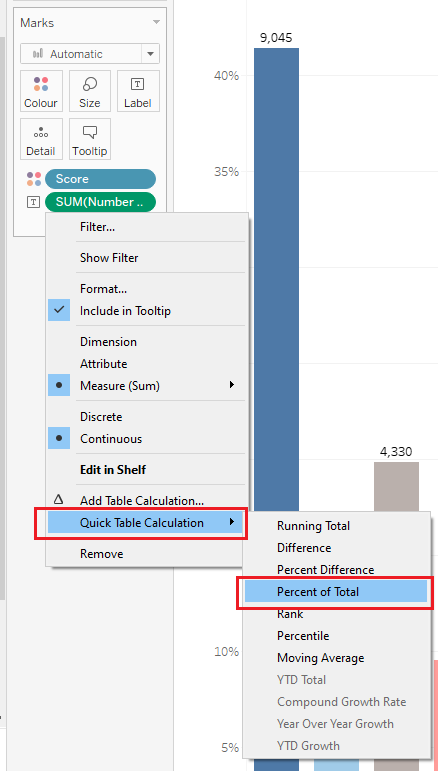 Marks
Automatic
Colour Size Label
Detail Tooltip
Score
SUM(Number ..
Filter...
Show Filter
Format...
Include in Tooltip
Dimension
Attribute
Measure (Sum)
Discrete
Continuous
Edit in Shelf
Add Table Calculation...
Quick Table Calculation
Remove
Running Total
Difference
Percent Difference
Percent of Total
Rank
Percentile
Moving Average
YTD Total
Compound Growth Rate
Year Over Year Growth
YTD Growth
9,045
40%
35%
4,330
10%
5%